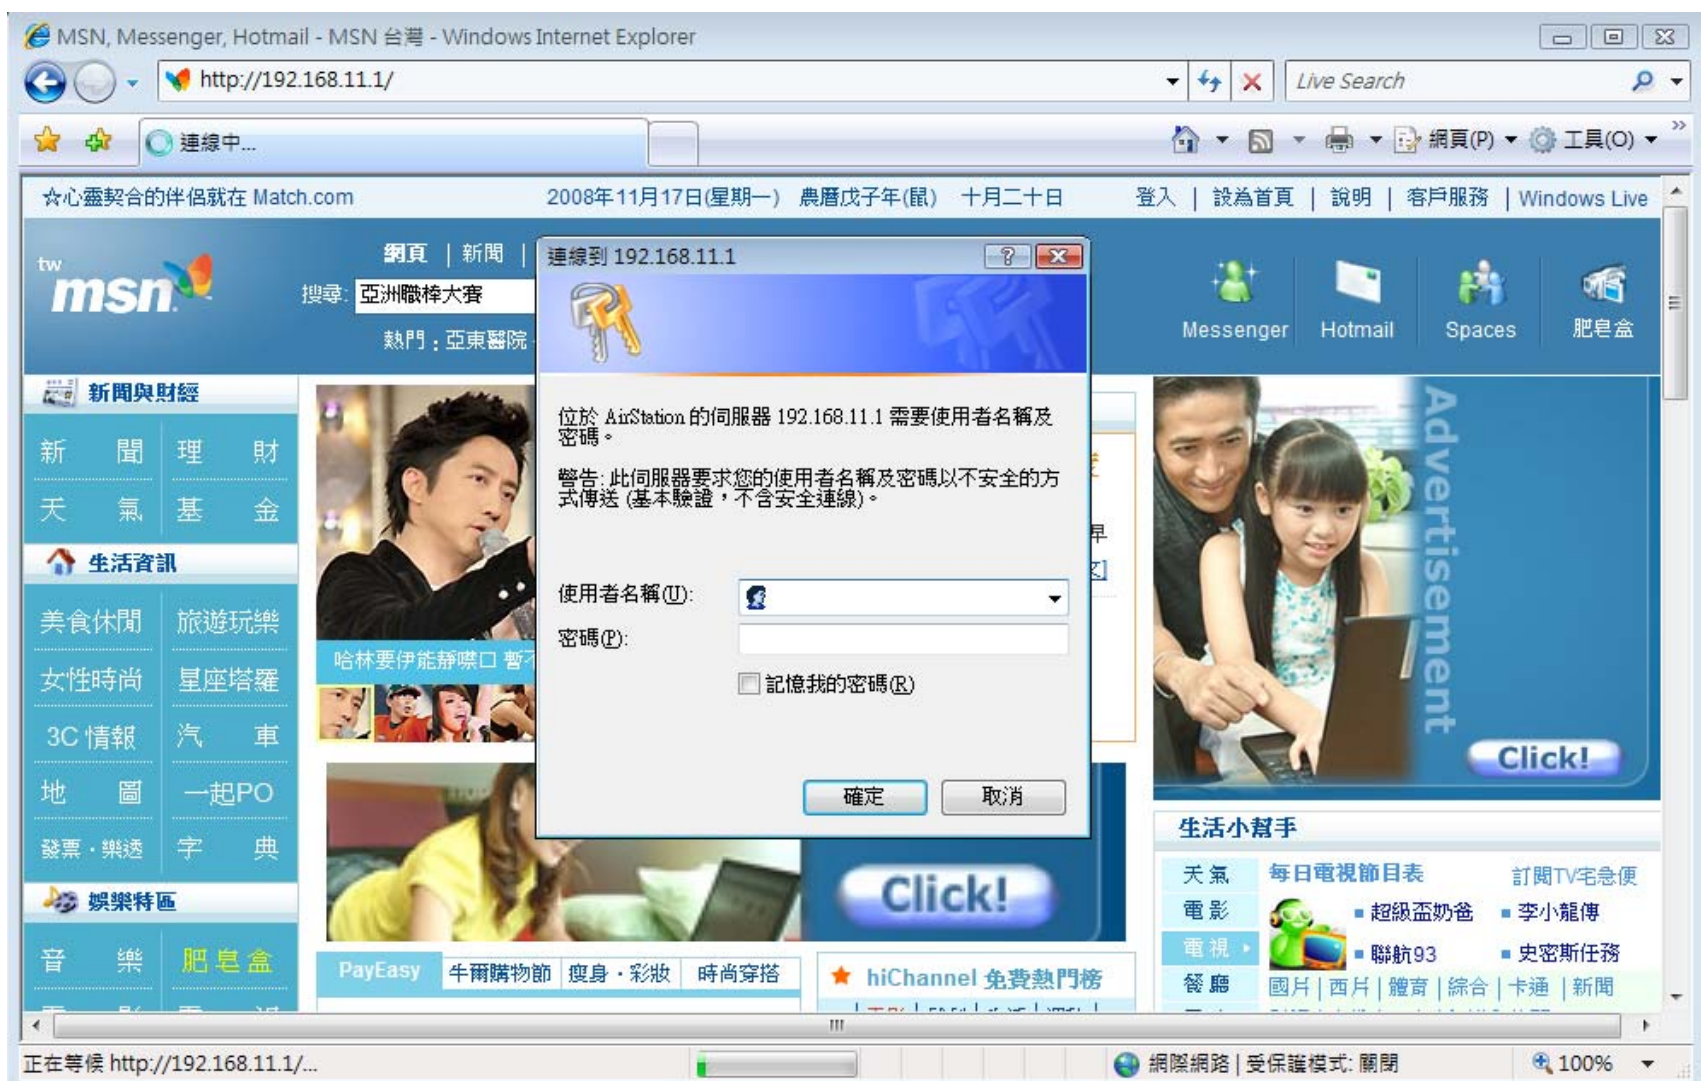 MSN, Messenger, Hotmail - MSN 台灣 - Windows Internet Explorer
http://192.168.11.1/
Live Search
連線中...
網頁(P)
工具(O)
☆心靈契合的伴侶就在 Match.com
2008年11月17日(星期一) 農曆戊子年(鼠) 十月二十日
登入 | 設為首頁 | 說明 | 客戶服務 | Windows Live
tw
msn
網頁 | 新聞 |
搜尋: 亞洲職棒大賽
熱門：亞東醫院
Messenger
Hotmail
Spaces
肥皂盒
連線到 192.168.11.1
位於 AirStation 的伺服器 192.168.11.1 需要使用者名稱及
密碼。
警告: 此伺服器要求您的使用者名稱及密碼以不安全的方
式傳送 (基本驗證，不含安全連線)。
使用者名稱(U):
密碼(P):
記憶我的密碼(R)
確定
取消
新聞與財經
新聞 理財
天氣 基金
生活資訊
美食休閒 旅遊玩樂
女性時尚 星座塔羅
3C 情報 汽車
地圖 一起PO
發票・樂透 字典
娛樂特區
音樂 肥皂盒
哈林要伊能靜噤口 暫
早
Advertisement
Click!
Click!
PayEasy 牛爾購物節 瘦身・彩妝 時尚穿搭
hiChannel 免費熱門榜
生活小幫手
天氣
電影
電視
餐廳
每日電視節目表
訂閱TV宅急便
超級盃奶爸
李小龍傳
聯航93
史密斯任務
國片 | 西片 | 體育 | 綜合 | 卡通 | 新聞
正在等候 http://192.168.11.1/...
網際網路 | 受保護模式: 關閉
100%